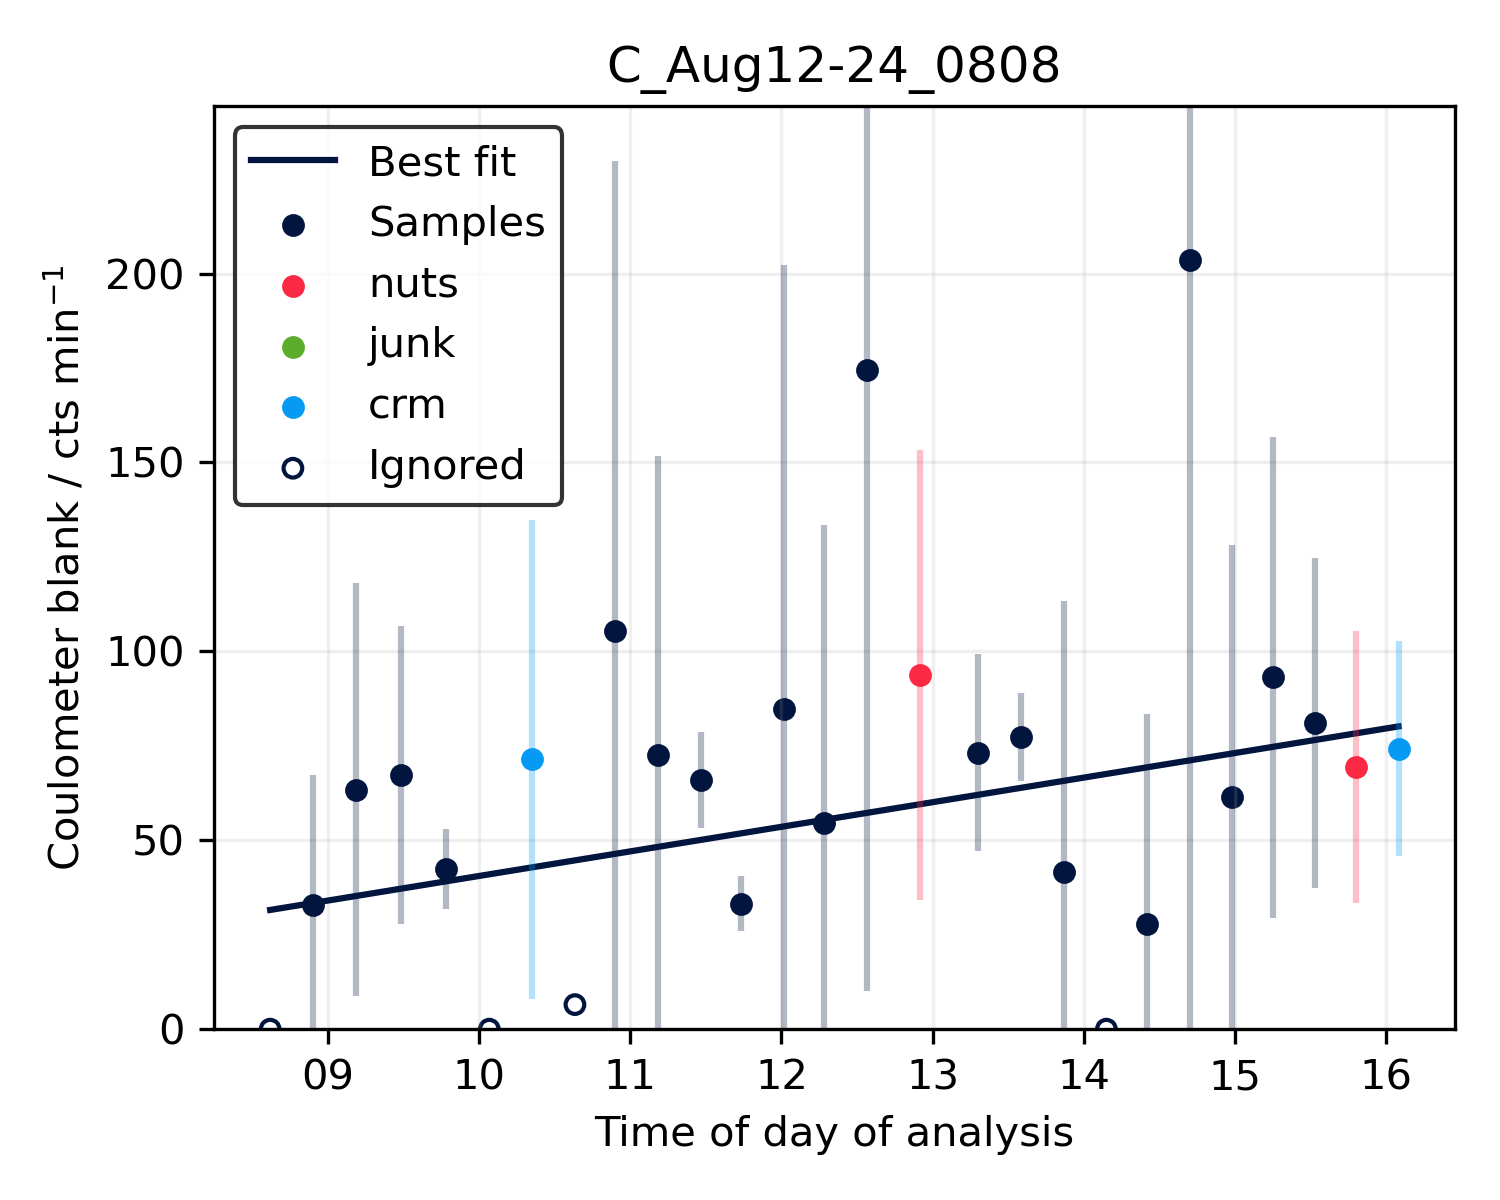 C_Aug12-24_0808
Best fit
Samples
nuts
junk
crm
Ignored
Coulometer blank / cts min⁻¹
200
150
100
50
0
09 10 11 12 13 14 15 16
Time of day of analysis